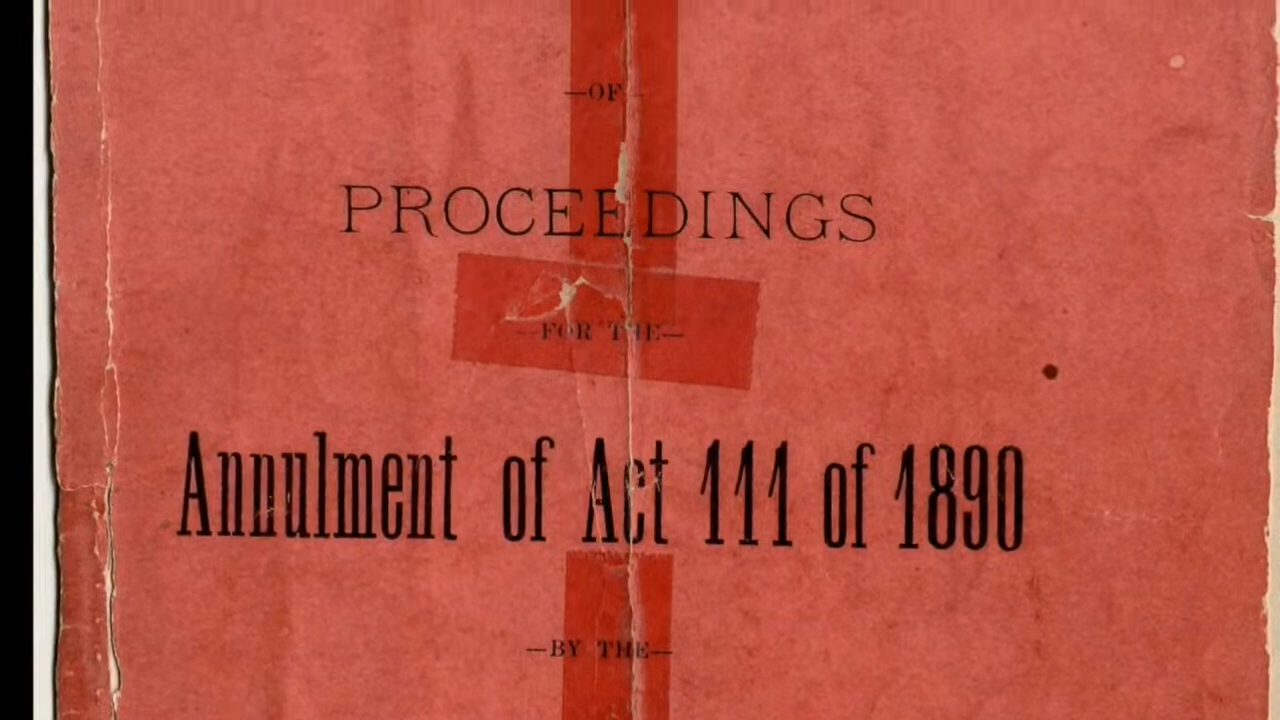 —OF—
PROCEEDINGS
—FOR THE—
Annulment of Act 111 of 1890
—BY THE—